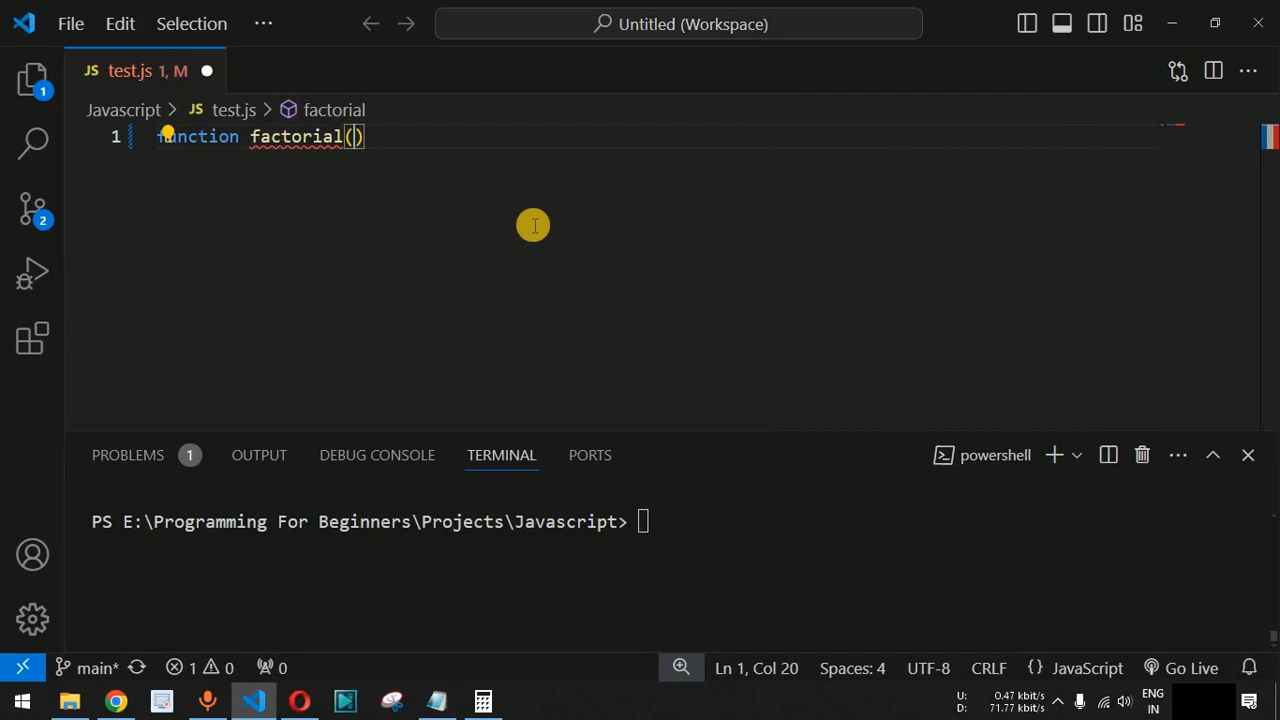 File Edit Selection ··· Untitled (Workspace)
JS test.js 1, M
Javascript > JS test.js > factorial
1 function factorial()
1
2
PROBLEMS 1 OUTPUT DEBUG CONSOLE TERMINAL PORTS powershell
PS E:\Programming For Beginners\Projects\Javascript>
main* 1 0 0 Ln 1, Col 20 Spaces: 4 UTF-8 CRLF {} JavaScript Go Live
U: 0.47 kbit/s
D: 71.77 kbit/s
ENG
IN